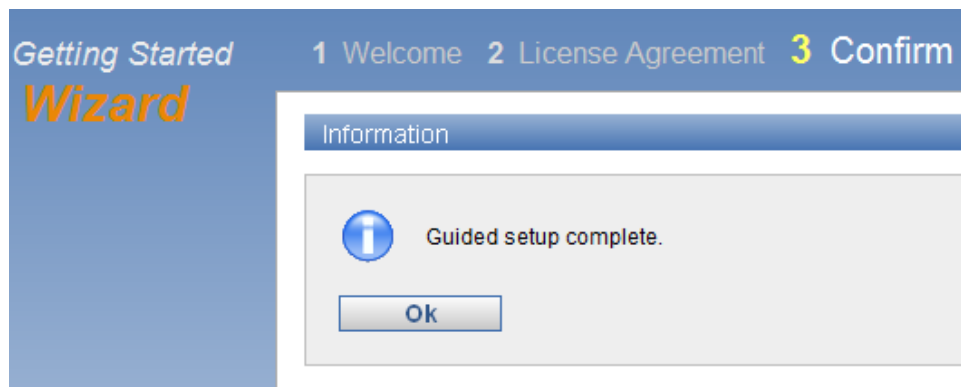 Getting Started
Wizard
1 Welcome 2 License Agreement 3 Confirm
Information
Guided setup complete.
Ok